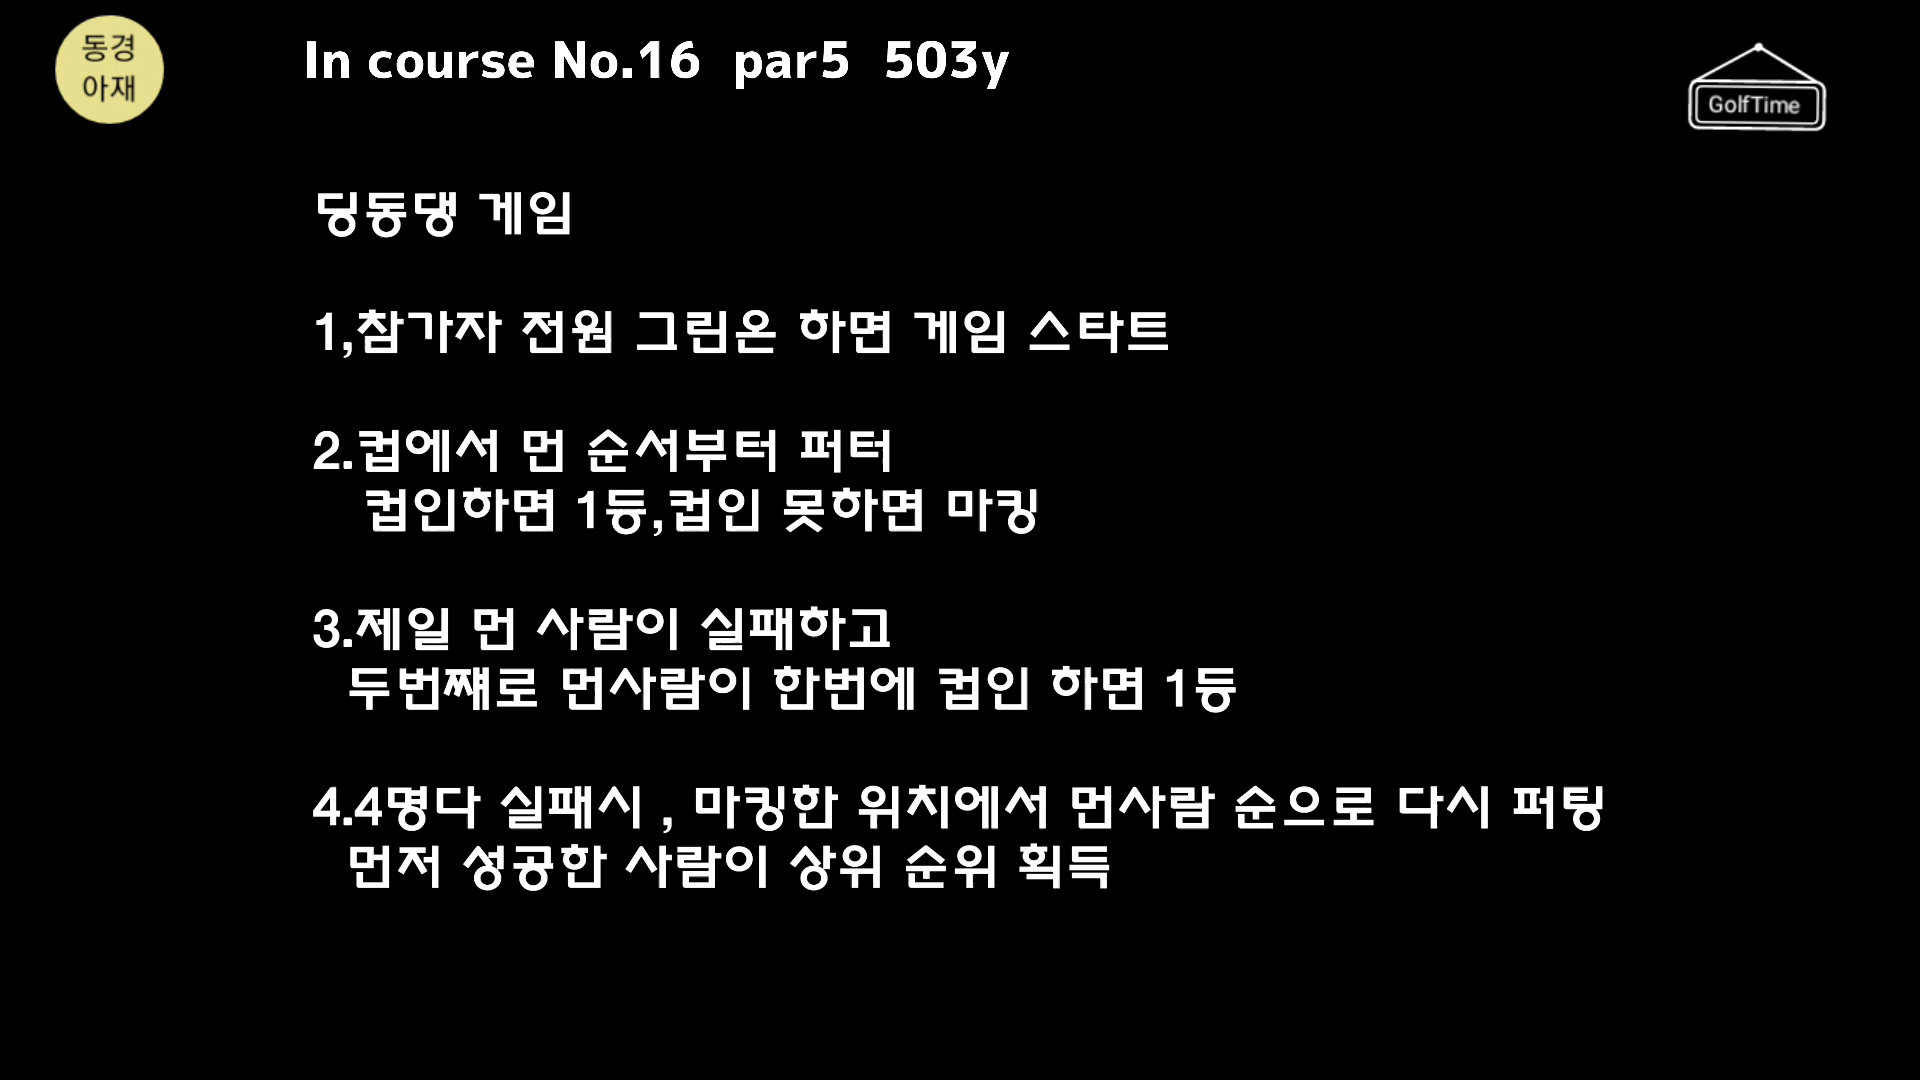 동경
아재
In course No.16 par5 503y
GolfTime
딩동댕 게임
1,참가자 전원 그린온 하면 게임 스타트
2.컵에서 먼 순서부터 퍼터
컵인하면 1등,컵인 못하면 마킹
3.제일 먼 사람이 실패하고
두번쨰로 먼사람이 한번에 컵인 하면 1등
4.4명다 실패시 , 마킹한 위치에서 먼사람 순으로 다시 퍼팅
먼저 성공한 사람이 상위 순위 획득